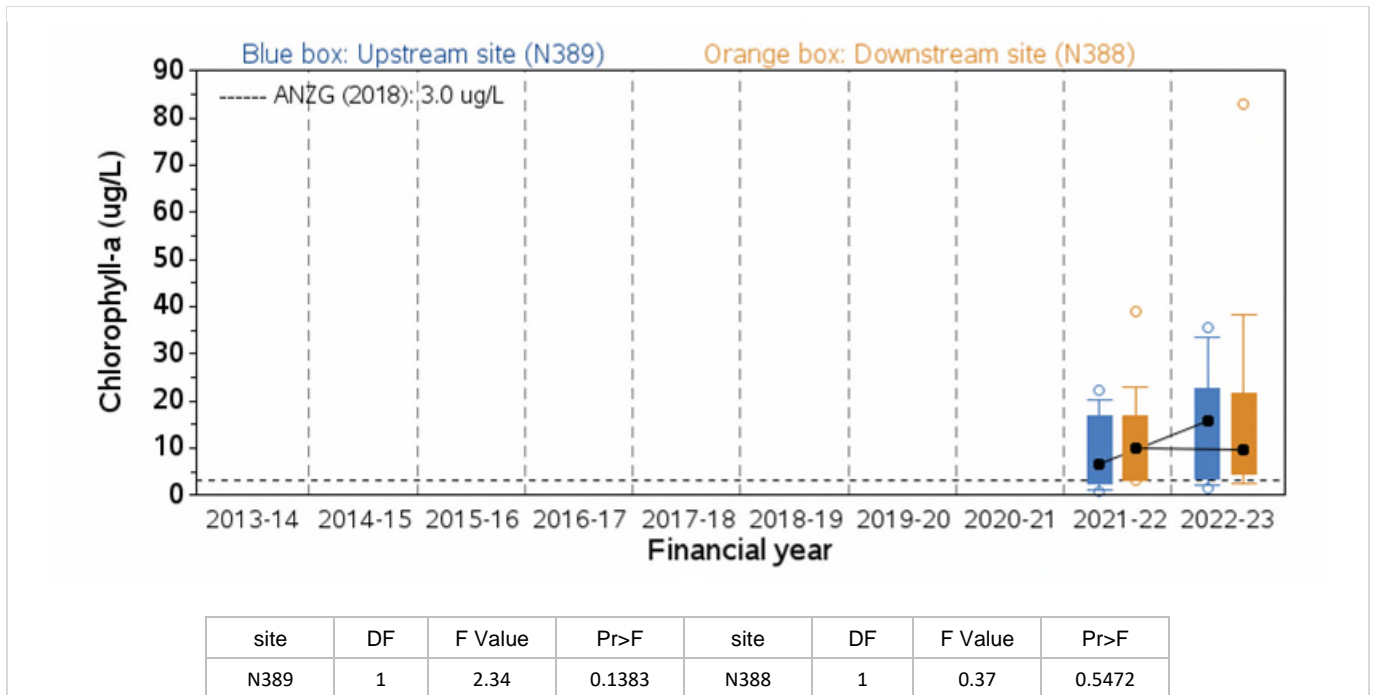 Blue box: Upstream site (N389) Orange box: Downstream site (N388)
------ ANZG (2018): 3.0 ug/L
Chlorophyll-a (ug/L)
90
80
70
60
50
40
30
20
10
0
2013-14 2014-15 2015-16 2016-17 2017-18 2018-19 2019-20 2020-21 2021-22 2022-23
Financial year
site DF F Value Pr>F site DF F Value Pr>F
N389 1 2.34 0.1383 N388 1 0.37 0.5472